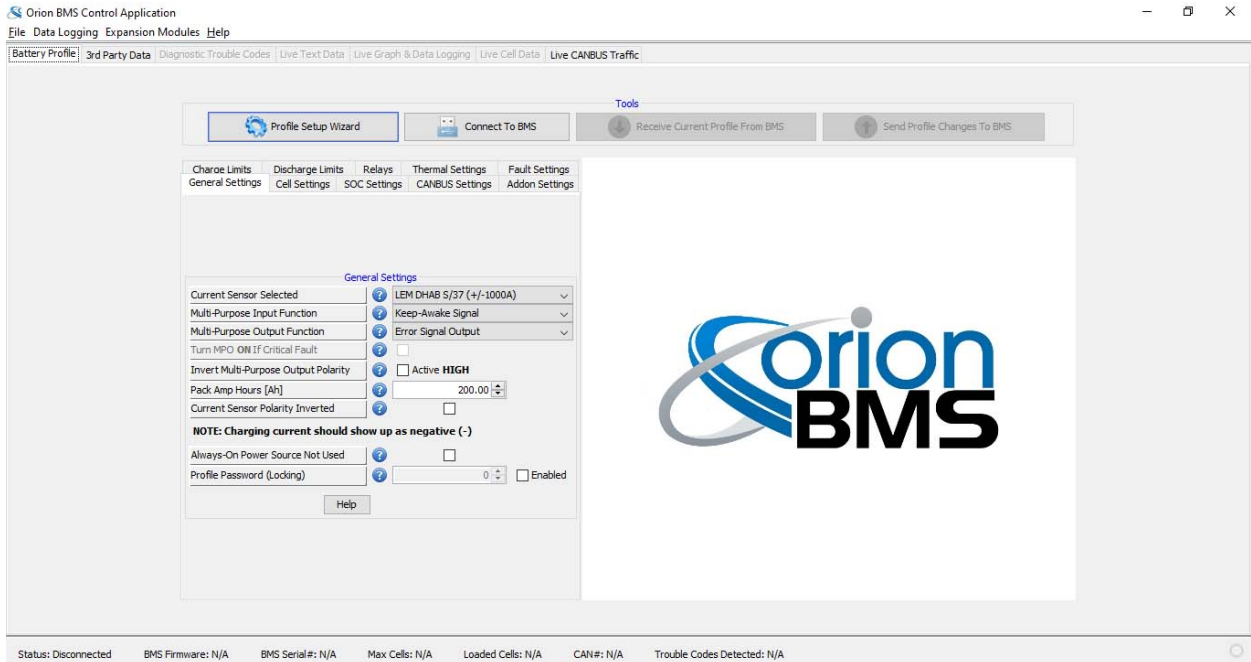 Orion BMS Control Application
File Data Logging Expansion Modules Help
Battery Profile 3rd Party Data Diagnostic Trouble Codes Live Text Data Live Graph & Data Logging Live Cell Data Live CANBUS Traffic
Tools
Profile Setup Wizard Connect To BMS Receive Current Profile From BMS Send Profile Changes To BMS
Charge Limits Discharge Limits Relays Thermal Settings Fault Settings
General Settings Cell Settings SOC Settings CANBUS Settings Addon Settings
General Settings
Current Sensor Selected ? LEM DHAB S/37 (+/-1000A)
Multi-Purpose Input Function ? Keep-Awake Signal
Multi-Purpose Output Function ? Error Signal Output
Turn MPO ON If Critical Fault ?
Invert Multi-Purpose Output Polarity ? Active HIGH
Pack Amp Hours [Ah] ? 200.00
Current Sensor Polarity Inverted ?
NOTE: Charging current should show up as negative (-)
Always-On Power Source Not Used ?
Profile Password (Locking) ? 0 Enabled
Help
orion
BMS
Status: Disconnected BMS Firmware: N/A BMS Serial#: N/A Max Cells: N/A Loaded Cells: N/A CAN#: N/A Trouble Codes Detected: N/A